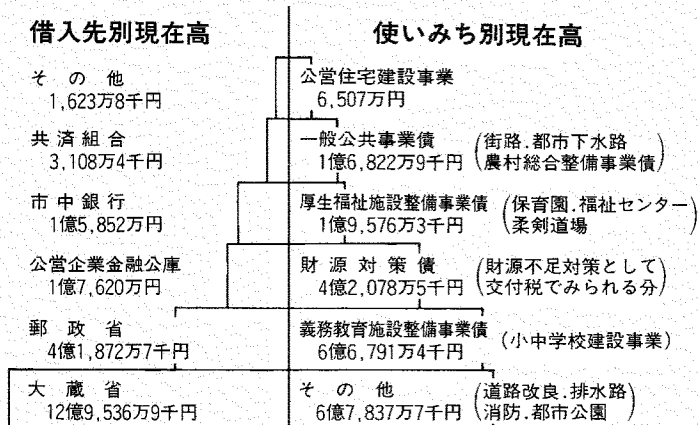 借入先別現在高
その他
1,623万8千円
共済組合
3,108万4千円
市中銀行
1億5,852万円
公営企業金融公庫
1億7,620万円
郵政省
4億1,872万7千円
大蔵省
12億9,536万9千円
使いみち別現在高
公営住宅建設事業
6,507万円
一般公共事業債
1億6,822万9千円
(街路.都市下水路
農村総合整備事業債)
厚生福祉施設整備事業債
1億9,576万3千円
(保育園.福祉センター
柔剣道場)
財源対策債
4億2,078万5千円
(財源不足対策として
交付税でみられる分)
義務教育施設整備事業債
6億6,791万4千円
(小中学校建設事業)
その他
6億7,837万7千円
(道路改良.排水路
消防.都市公園)